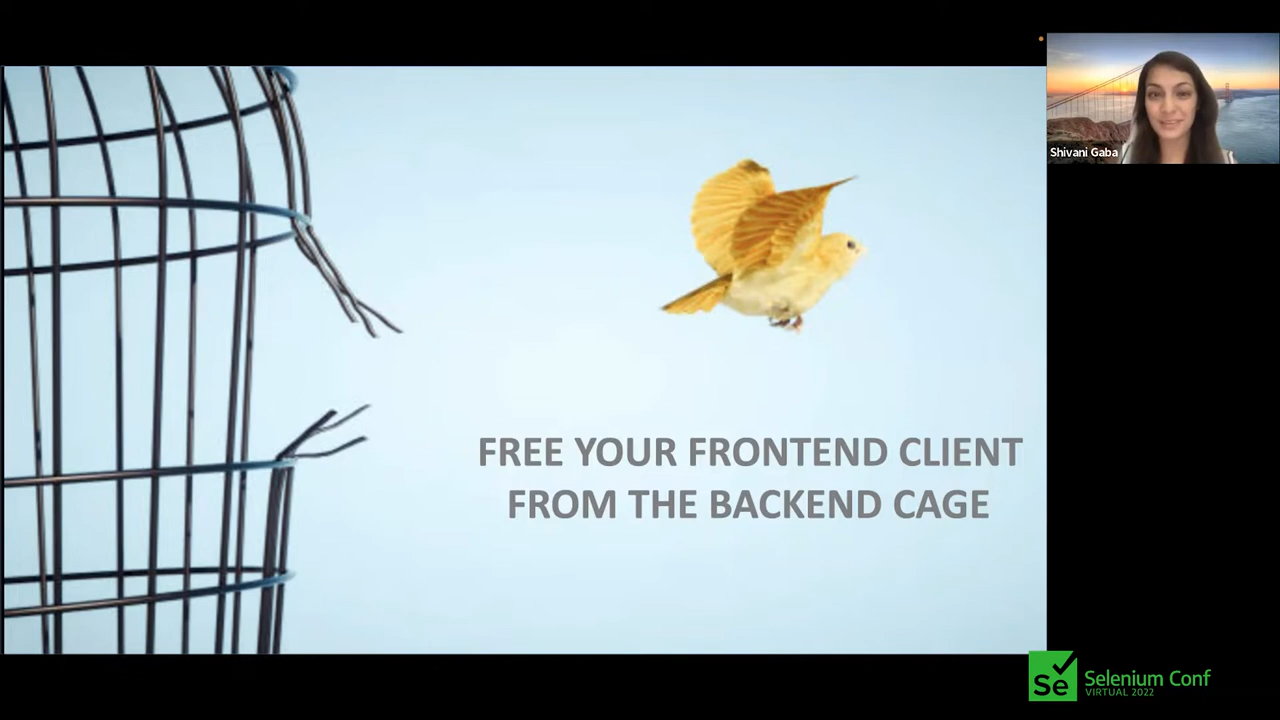 Shivani Gaba
FREE YOUR FRONTEND CLIENT
FROM THE BACKEND CAGE
Se
Selenium Conf
VIRTUAL 2022